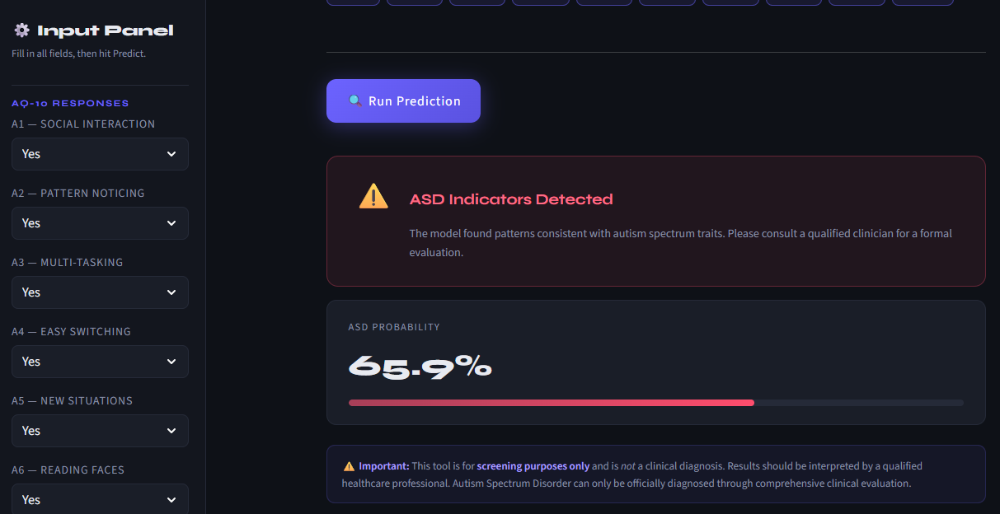 Input Panel
Fill in all fields, then hit Predict.
AQ-10 RESPONSES
A1 — SOCIAL INTERACTION
Yes
A2 — PATTERN NOTICING
Yes
A3 — MULTI-TASKING
Yes
A4 — EASY SWITCHING
Yes
A5 — NEW SITUATIONS
Yes
A6 — READING FACES
Yes
Run Prediction
ASD Indicators Detected
The model found patterns consistent with autism spectrum traits. Please consult a qualified clinician for a formal
evaluation.
ASD PROBABILITY
65.9%
Important: This tool is for screening purposes only and is not a clinical diagnosis. Results should be interpreted by a qualified
healthcare professional. Autism Spectrum Disorder can only be officially diagnosed through comprehensive clinical evaluation.